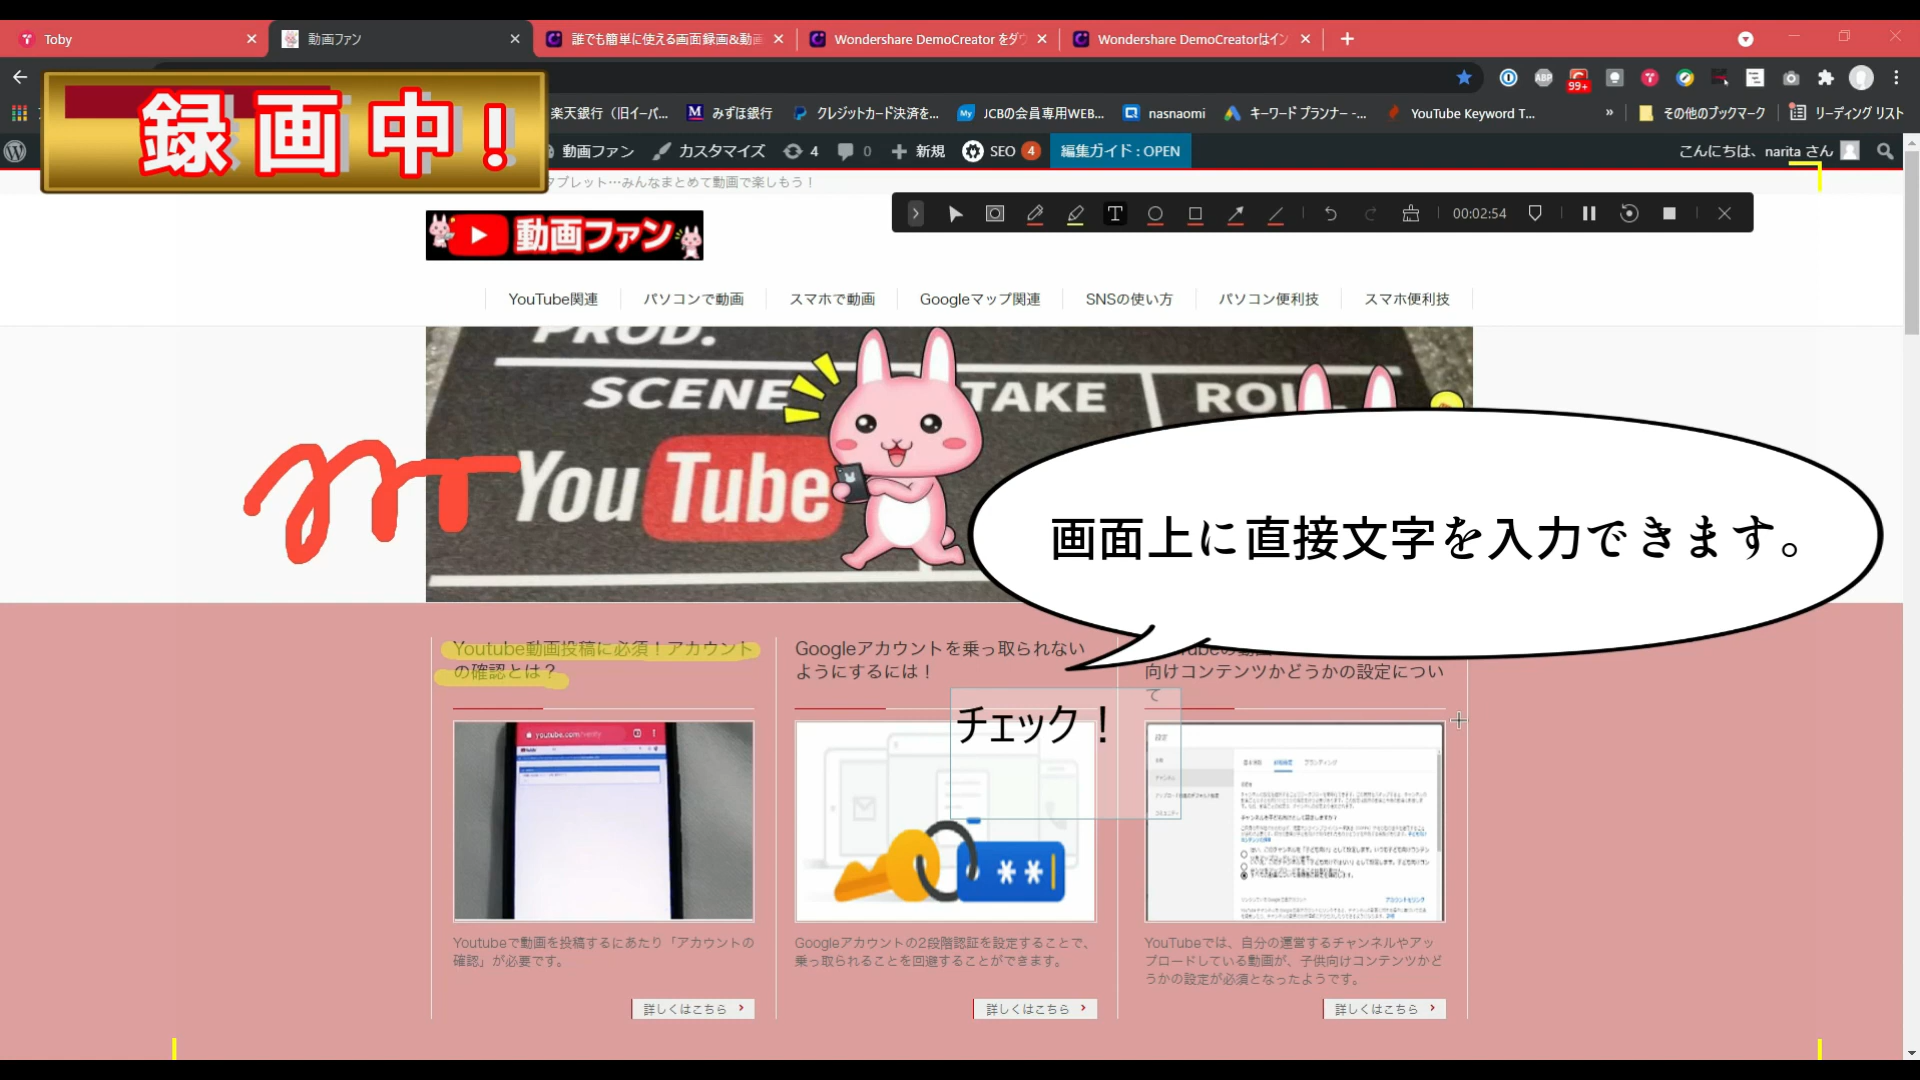 Toby
動画ファン
誰でも簡単に使える画面録画&動画
Wondershare DemoCreator をダウ
Wondershare DemoCreatorはイン
録画中!
99+
ABP
楽天銀行（旧イーバ...
みずほ銀行
クレジットカード決済を...
JCBの会員専用WEB...
nasnaomi
キーワード プランナー -...
YouTube Keyword T...
»
その他のブックマーク
リーディング リスト
動画ファン
カスタマイズ
4
0
新規
SEO 4
編集ガイド : OPEN
こんにちは、narita さん
タブレット…みんなまとめて動画で楽しもう！
動画ファン
00:02:54
YouTube関連
パソコンで動画
スマホで動画
Googleマップ関連
SNSの使い方
パソコン便利技
スマホ便利技
PROD.
SCENE
TAKE
YouTube
画面上に直接文字を入力できます。
Youtube動画投稿に必須！アカウント
の確認とは？
Googleアカウントを乗っ取られない
ようにするには！
向けコンテンツかどうかの設定につい
て
チェック！
youtube.com/verify
**
Youtubeで動画を投稿するにあたり「アカウントの
確認」が必要です。
Googleアカウントの2段階認証を設定することで、
乗っ取られることを回避することができます。
YouTubeでは、自分の運営するチャンネルやアッ
プロードしている動画が、子供向けコンテンツかど
うかの設定が必須となったようです。
詳しくはこちら
詳しくはこちら
詳しくはこちら